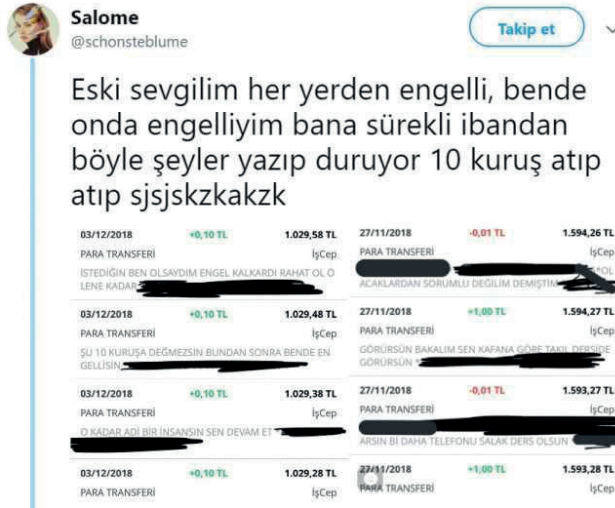 Salome
@schonsteblume
Takip et
Eski sevgilim her yerden engelli, bende
onda engelliyim bana sürekli ibandan
böyle şeyler yazıp duruyor 10 kuruş atıp
atıp sjsjskzkakzk
03/12/2018 +0,10 TL 1.029,58 TL
PARA TRANSFERİ İşCep
İSTEDİĞİN BEN OLSAYDIM ENGEL KALKARDI RAHAT OL O
LENE KADAR
03/12/2018 +0,10 TL 1.029,48 TL
PARA TRANSFERİ İşCep
ŞU 10 KURUŞA DEĞMEZSİN BUNDAN SONRA BENDE EN
GELLİSİN
03/12/2018 +0,10 TL 1.029,38 TL
PARA TRANSFERİ İşCep
O KADAR ADİ BİR İNSANSIN SEN DEVAM ET
03/12/2018 +0,10 TL 1.029,28 TL
PARA TRANSFERİ İşCep
27/11/2018 -0,01 TL 1.594,26 TL
PARA TRANSFERİ İşCep
*OL
ACAKLARDAN SORUMLU DEĞİLİM DEMİŞTİM
27/11/2018 +1,00 TL 1.594,27 TL
PARA TRANSFERİ İşCep
GÖRÜRSÜN BAKALIM SEN KAFANA GÖRE TAKIL DERSİDE
GÖRÜRSÜN *
27/11/2018 -0,01 TL 1.593,27 TL
PARA TRANSFERİ İşCep
ARSIN Bİ DAHA TELEFONU SALAK DERS OLSUN
27/11/2018 +1,00 TL 1.593,28 TL
PARA TRANSFERİ İşCep